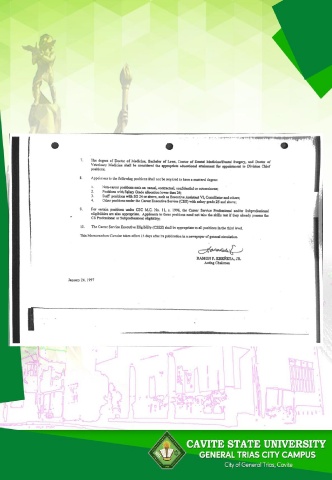 7. The degree of Doctor of Medicine, Bachelor of Laws, Doctor of Dental Medicine/Dental Surgery, and Doctor of
Veterinary Medicine shall be considered the appropriate educational attainment for appointment to Division Chief
positions.
8. Appointees to the following positions shall not be required to have a masteral degree:
1. Non-career positions such as casual, contractual, confidential or coterminous;
2. Positions with Salary Grade allocation lower than 24;
3. Staff positions with SG 24 or above, such as Executive Assistant VI, Consultants and others;
4. Other positions under the Career Executive Service (CES) with salary grade 25 and above.
9. For certain positions under CSC M.C. No. 11, s. 1996, the Career Service Professional and/or Subprofessional
eligibilities are also appropriate. Applicants to these positions need not take the skills test if they already possess the
CS Professional or Subprofessional eligibility.
10. The Career Service Executive Eligibility (CSEE) shall be appropriate to all positions in the third level.
This Memorandum Circular takes effect 15 days after its publication in a newspaper of general circulation.
RAMON P. EREÑETA, JR.
Acting Chairman
January 24, 1997
CAVITE STATE UNIVERSITY
GENERAL TRIAS CITY CAMPUS
City of General Trias, Cavite